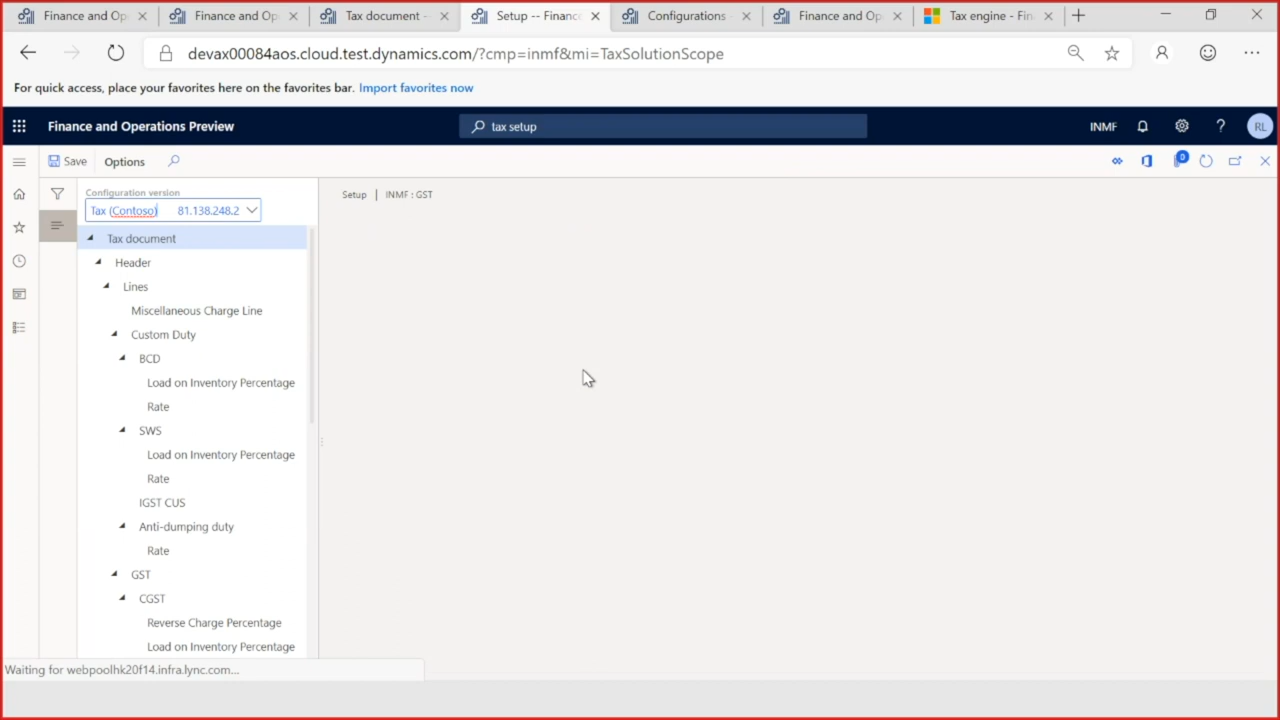 Finance and Op
Finance and Op
Tax document --
Setup -- Financ
Configurations -
Finance and Op
Tax engine - Fin
devax00084aos.cloud.test.dynamics.com/?cmp=inmf&mi=TaxSolutionScope
For quick access, place your favorites here on the favorites bar. Import favorites now
Finance and Operations Preview
tax setup
INMF
?
RL
Save
Options
0
Configuration version
Setup | INMF : GST
Tax (Contoso) 81.138.248.2
Tax document
Header
Lines
Miscellaneous Charge Line
Custom Duty
BCD
Load on Inventory Percentage
Rate
SWS
Load on Inventory Percentage
Rate
IGST CUS
Anti-dumping duty
Rate
GST
CGST
Reverse Charge Percentage
Load on Inventory Percentage
Waiting for webpoolhk20f14.infra.lync.com...